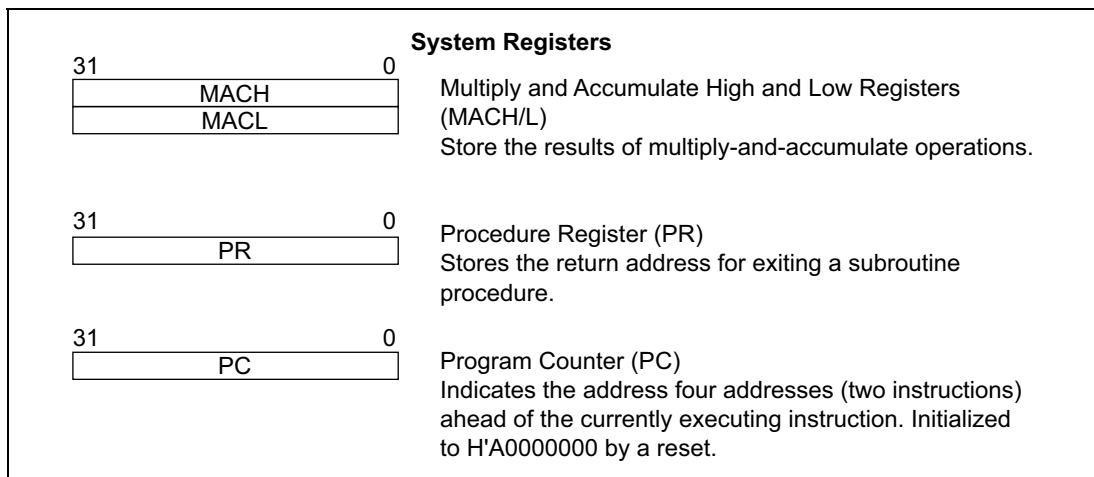 System Registers
31 0
MACH
MACL
Multiply and Accumulate High and Low Registers
(MACH/L)
Store the results of multiply-and-accumulate operations.
31 0
PR
Procedure Register (PR)
Stores the return address for exiting a subroutine
procedure.
31 0
PC
Program Counter (PC)
Indicates the address four addresses (two instructions)
ahead of the currently executing instruction. Initialized
to H'A0000000 by a reset.